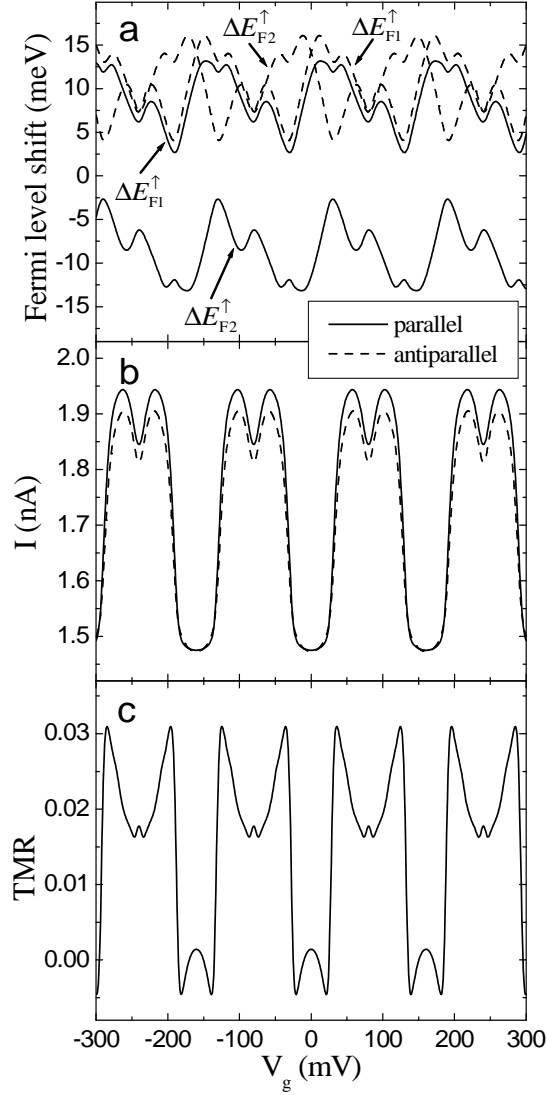 a
ΔE↑F2
ΔE↑F1
15
10
5
0
-5
-10
-15
Fermi level shift (meV)
ΔE↑F1
ΔE↑F2
parallel
antiparallel
b
2.0
1.9
1.8
1.7
1.6
1.5
I (nA)
c
0.03
0.02
0.01
0.00
TMR
-300 -200 -100 0 100 200 300
Vg (mV)